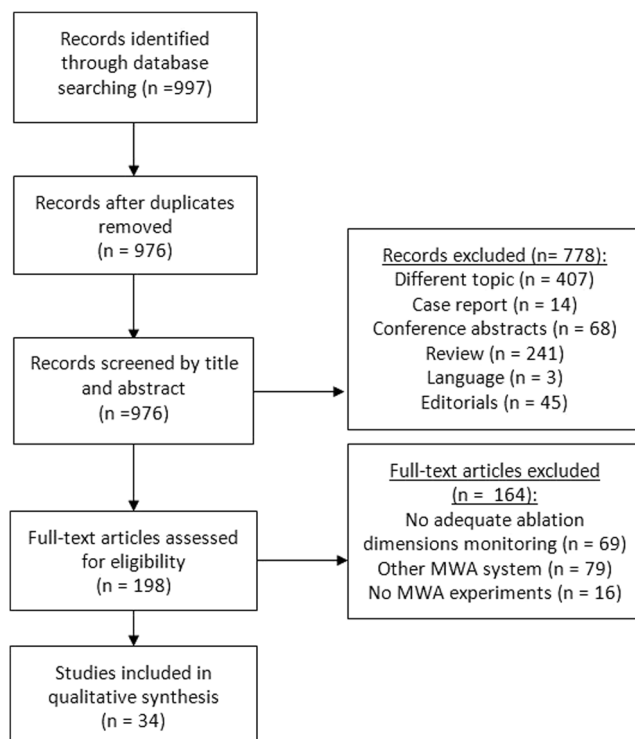 Records identified
through database
searching (n =997)
Records after duplicates
removed
(n = 976)
Records excluded (n= 778):
Different topic (n = 407)
Case report (n = 14)
Conference abstracts (n = 68)
Review (n = 241)
Language (n = 3)
Editorials (n = 45)
Records screened by title
and abstract
(n =976)
Full-text articles excluded
(n = 164):
No adequate ablation
dimensions monitoring (n = 69)
Other MWA system (n = 79)
No MWA experiments (n = 16)
Full-text articles assessed
for eligibility
(n = 198)
Studies included in
qualitative synthesis
(n = 34)